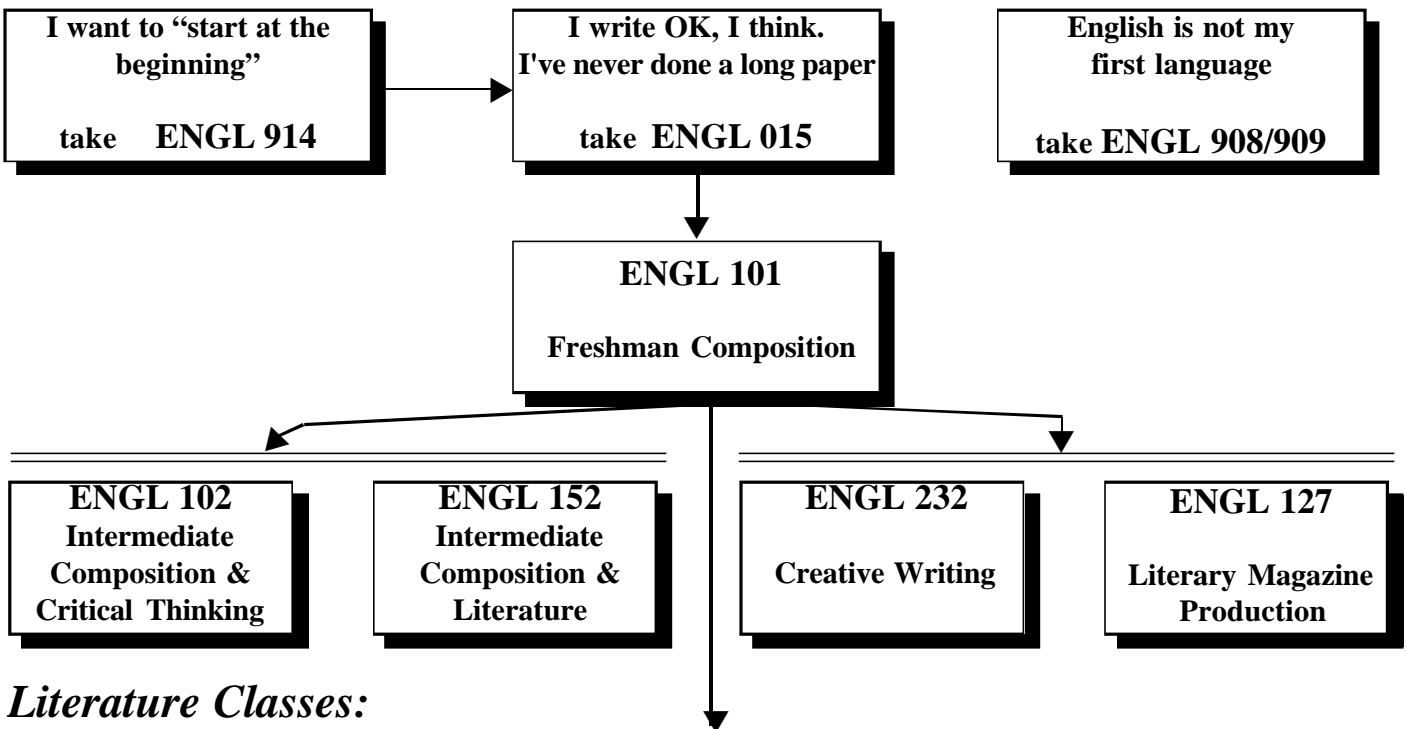 I want to “start at the
beginning”
take ENGL 914
I write OK, I think.
I've never done a long paper
take ENGL 015
English is not my
first language
take ENGL 908/909
ENGL 101
Freshman Composition
ENGL 102
Intermediate
Composition &
Critical Thinking
ENGL 152
Intermediate
Composition &
Literature
ENGL 232
Creative Writing
ENGL 127
Literary Magazine
Production
Literature Classes: